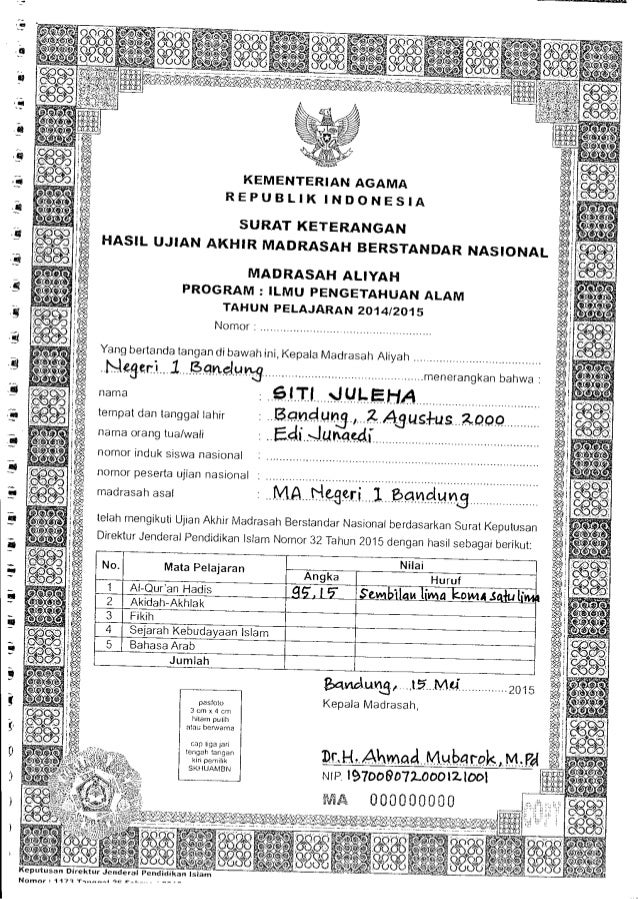 KEMENTERIAN AGAMA
REPUBLIK INDONESIA
SURAT KETERANGAN
HASIL UJIAN AKHIR MADRASAH BERSTANDAR NASIONAL
MADRASAH ALIYAH
PROGRAM : ILMU PENGETAHUAN ALAM
TAHUN PELAJARAN 2014/2015
Nomor : ................................................
Yang bertanda tangan di bawah ini, Kepala Madrasah Aliyah ................................
Negeri 1 Bandung ................................ menerangkan bahwa :
nama : SITI JULEHA
tempat dan tanggal lahir : Bandung, 2 Agustus 2000
nama orang tua/wali : Edi Junaedi
nomor induk siswa nasional : ................................................
nomor peserta ujian nasional : ................................................
madrasah asal : MA Negeri 1 Bandung
telah mengikuti Ujian Akhir Madrasah Berstandar Nasional berdasarkan Surat Keputusan
Direktur Jenderal Pendidikan Islam Nomor 32 Tahun 2015 dengan hasil sebagai berikut:
No. Mata Pelajaran Nilai
Angka Huruf
1 Al-Qur'an Hadis 95,15 Sembilan lima koma satu lima
2 Akidah-Akhlak
3 Fikih
4 Sejarah Kebudayaan Islam
5 Bahasa Arab
Jumlah
Bandung, 15 Mei 2015
Kepala Madrasah,
pasfoto
3 cm x 4 cm
hitam putih
atau berwarna
cap tiga jari
tengah tangan
kiri pemilik
SKHUAMBN
Dr. H. Ahmad Mubarok, M.Pd
NIP. 197008072000121001
MA 000000000
COPY
Keputusan Direktur Jenderal Pendidikan Islam
Nomor : 1173